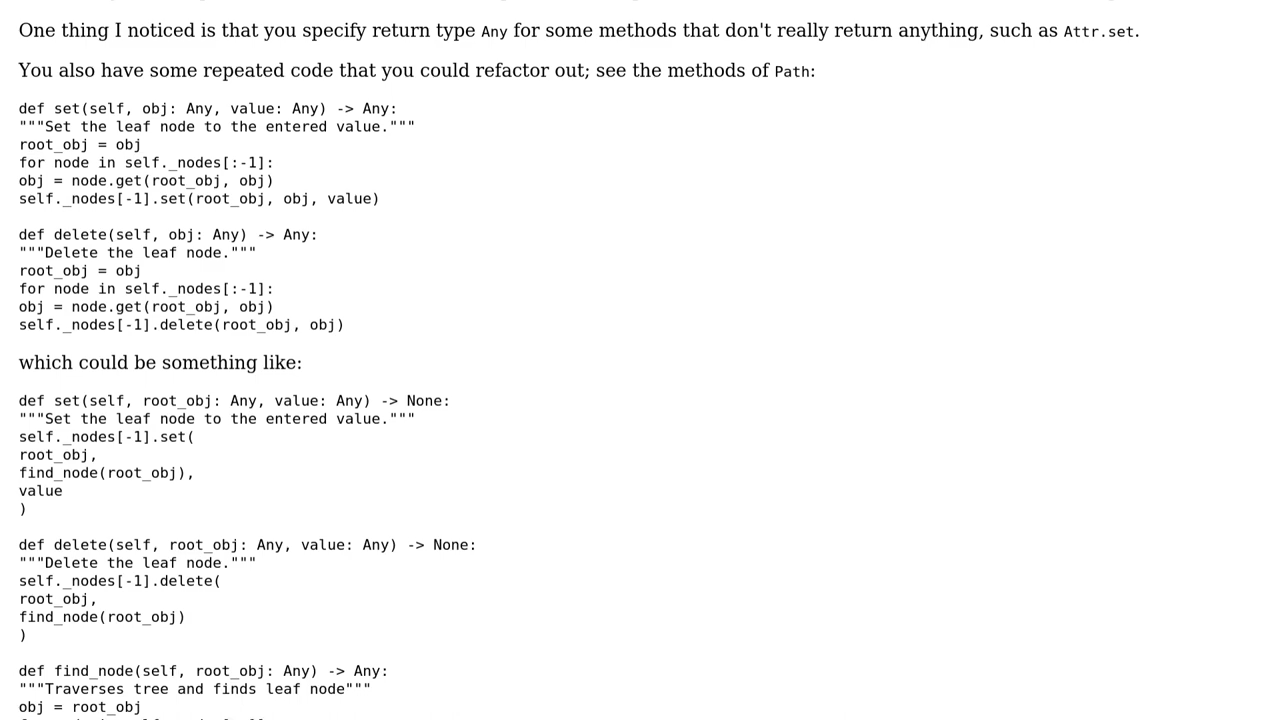 One thing I noticed is that you specify return type Any for some methods that don't really return anything, such as Attr.set.
You also have some repeated code that you could refactor out; see the methods of Path:
def set(self, obj: Any, value: Any) -> Any:
"""Set the leaf node to the entered value."""
root_obj = obj
for node in self._nodes[:-1]:
obj = node.get(root_obj, obj)
self._nodes[-1].set(root_obj, obj, value)
def delete(self, obj: Any) -> Any:
"""Delete the leaf node."""
root_obj = obj
for node in self._nodes[:-1]:
obj = node.get(root_obj, obj)
self._nodes[-1].delete(root_obj, obj)
which could be something like:
def set(self, root_obj: Any, value: Any) -> None:
"""Set the leaf node to the entered value."""
self._nodes[-1].set(
root_obj,
find_node(root_obj),
value
)
def delete(self, root_obj: Any, value: Any) -> None:
"""Delete the leaf node."""
self._nodes[-1].delete(
root_obj,
find_node(root_obj)
)
def find_node(self, root_obj: Any) -> Any:
"""Traverses tree and finds leaf node"""
obj = root_obj